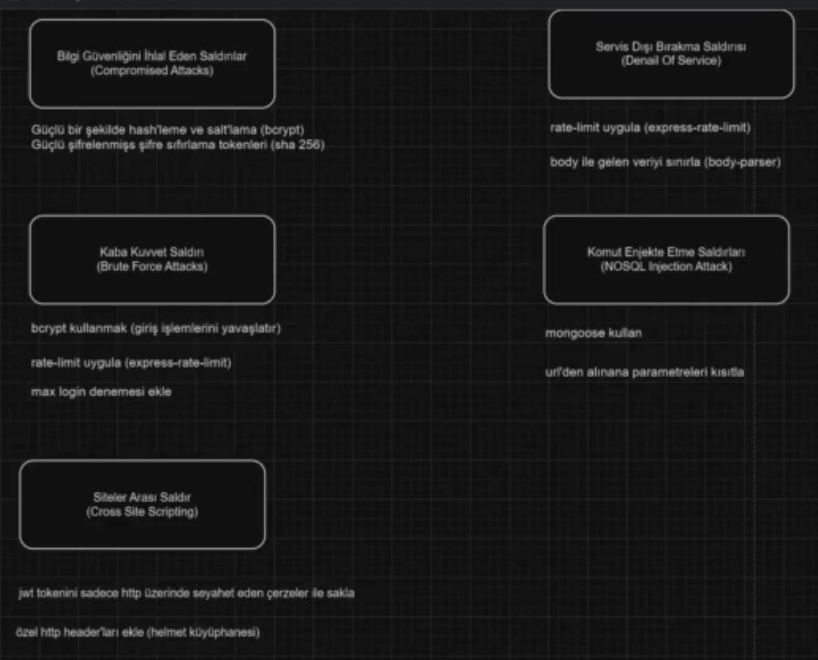 Bilgi Güvenliğini İhlal Eden Saldırılar
(Compromised Attacks)
Güçlü bir şekilde hash'leme ve salt'lama (bcrypt)
Güçlü şifrelenmişs şifre sıfırlama tokenleri (sha 256)
Servis Dışı Bırakma Saldırısı
(Denail Of Service)
rate-limit uygula (express-rate-limit)
body ile gelen veriyi sınırla (body-parser)
Kaba Kuvvet Saldırı
(Brute Force Attacks)
bcrypt kullanmak (giriş işlemlerini yavaşlatır)
rate-limit uygula (express-rate-limit)
max login denemesi ekle
Komut Enjekte Etme Saldırları
(NOSQL Injection Attack)
mongoose kullan
url'den alınana parametreleri kısıtla
Siteler Arası Saldır
(Cross Site Scripting)
jwt tokenini sadece http üzerinde seyahet eden çerzeler ile sakla
özel http header'ları ekle (helmet küyüphanesi)